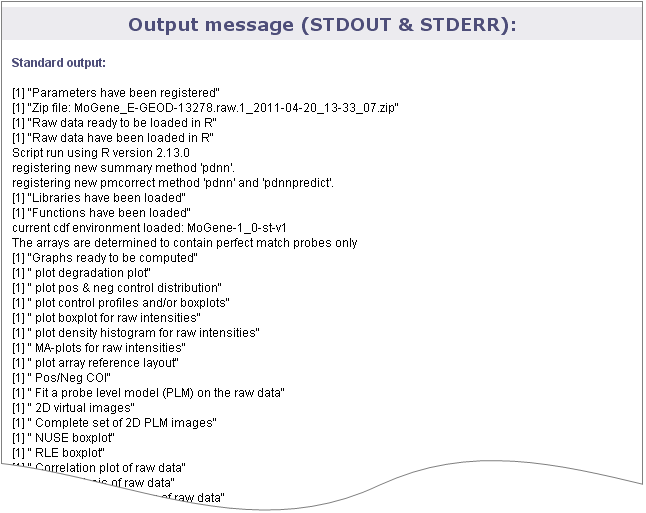 Output message (STDOUT & STDERR):
Standard output:
[1] "Parameters have been registered"
[1] "Zip file: MoGene_E-GEOD-13278.raw.1_2011-04-20_13-33_07.zip"
[1] "Raw data ready to be loaded in R"
[1] "Raw data have been loaded in R"
Script run using R version 2.13.0
registering new summary method 'pdnn'.
registering new pmcorrect method 'pdnn' and 'pdnnpredict'.
[1] "Libraries have been loaded"
[1] "Functions have been loaded"
current cdf environment loaded: MoGene-1_0-st-v1
The arrays are determined to contain perfect match probes only
[1] "Graphs ready to be computed"
[1] " plot degradation plot"
[1] " plot pos & neg control distribution"
[1] " plot control profiles and/or boxplots"
[1] " plot boxplot for raw intensities"
[1] " plot density histogram for raw intensities"
[1] " MA-plots for raw intensities"
[1] " plot array reference layout"
[1] " Pos/Neg COI"
[1] " Fit a probe level model (PLM) on the raw data"
[1] " 2D virtual images"
[1] " Complete set of 2D PLM images"
[1] " NUSE boxplot"
[1] " RLE boxplot"
[1] " Correlation plot of raw data"
of raw data"
of raw data"